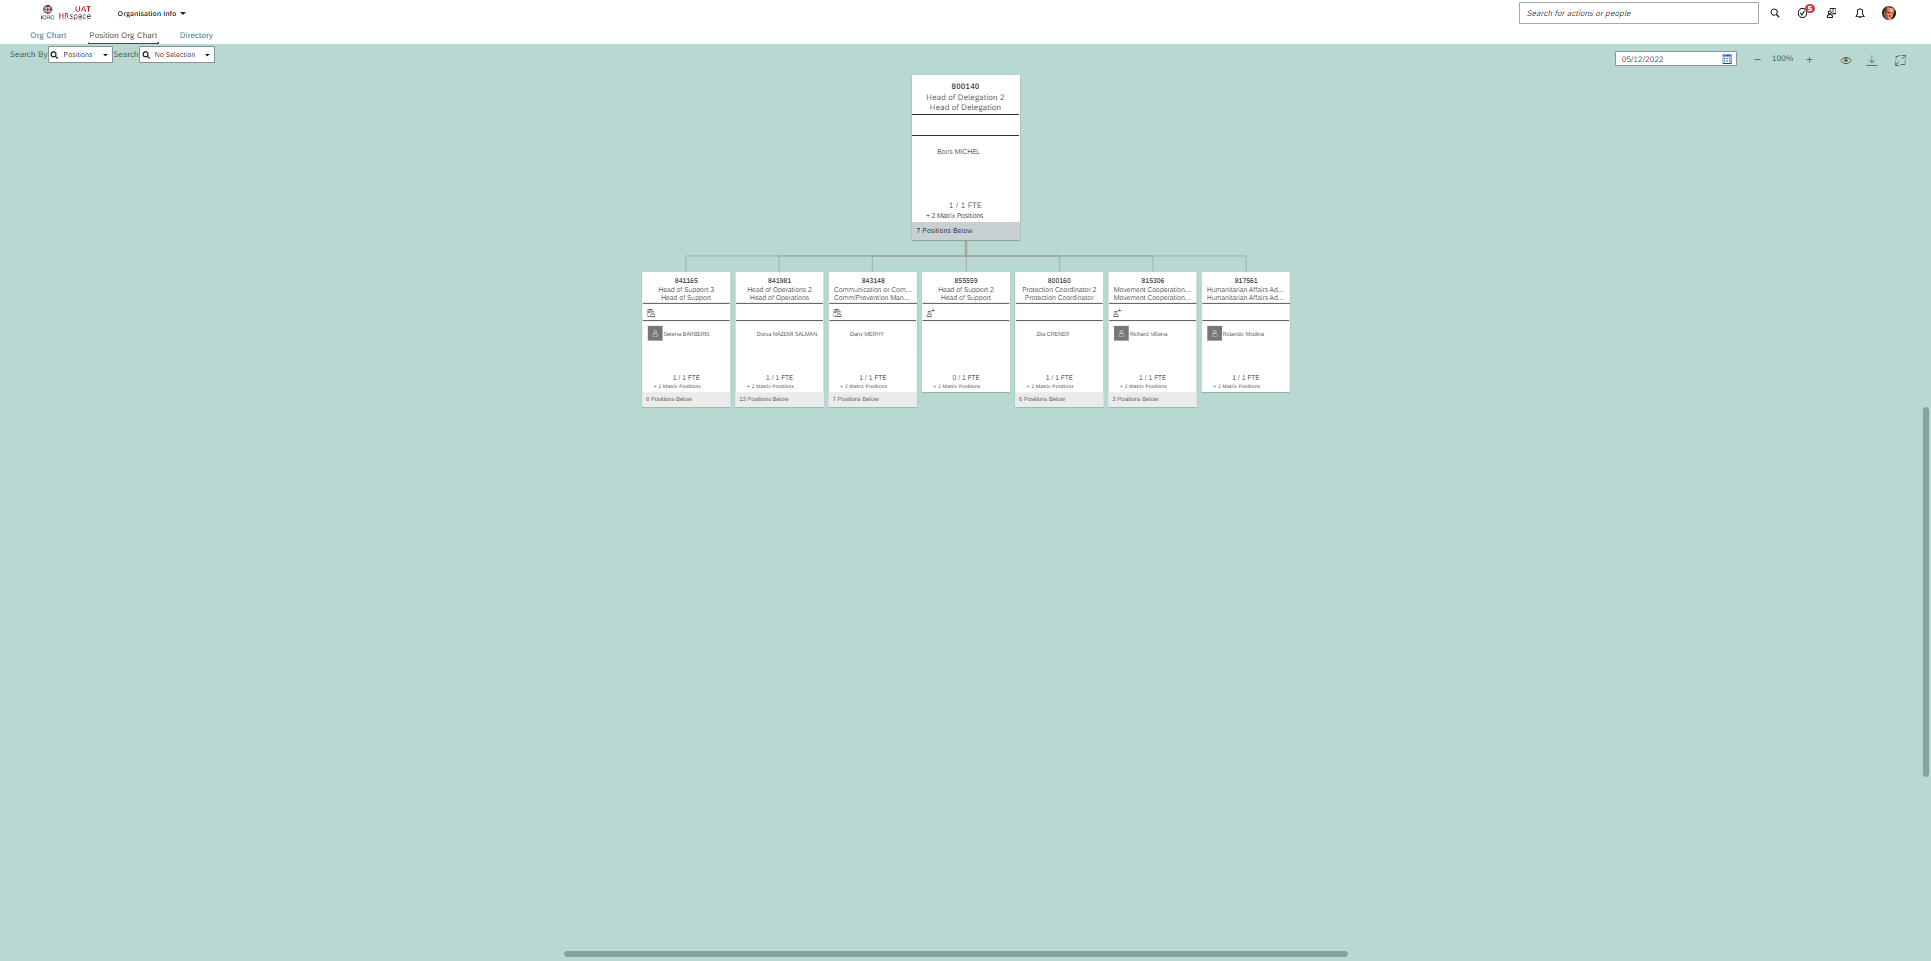 UAT
ICRC HRspace
Organisation Info
Search for actions or people
5
Org Chart
Position Org Chart
Directory
Search By
Positions
Search
No Selection
05/12/2022
100%
800140
Head of Delegation 2
Head of Delegation
Boris MICHEL
1 / 1 FTE
+ 2 Matrix Positions
7 Positions Below
841165
Head of Support 3
Head of Support
Serena BARBERIS
1 / 1 FTE
+ 2 Matrix Positions
6 Positions Below
841981
Head of Operations 2
Head of Operations
Dorsa NAZEMI SALMAN
1 / 1 FTE
+ 2 Matrix Positions
13 Positions Below
843148
Communication or Com...
Comm/Prevention Man...
Dany MERHY
1 / 1 FTE
+ 2 Matrix Positions
7 Positions Below
855559
Head of Support 2
Head of Support
0 / 1 FTE
+ 2 Matrix Positions
800160
Protection Coordinator 2
Protection Coordinator
Zila CRENER
1 / 1 FTE
+ 2 Matrix Positions
6 Positions Below
815306
Movement Cooperation...
Movement Cooperation...
Richard Villena
1 / 1 FTE
+ 2 Matrix Positions
3 Positions Below
817561
Humanitarian Affairs Ad...
Humanitarian Affairs Ad...
Rolando Modina
1 / 1 FTE
+ 2 Matrix Positions